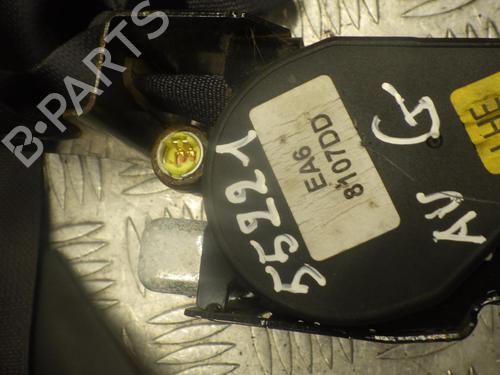 B-PARTS
EA6
8107DD
55221
AV G
LHE